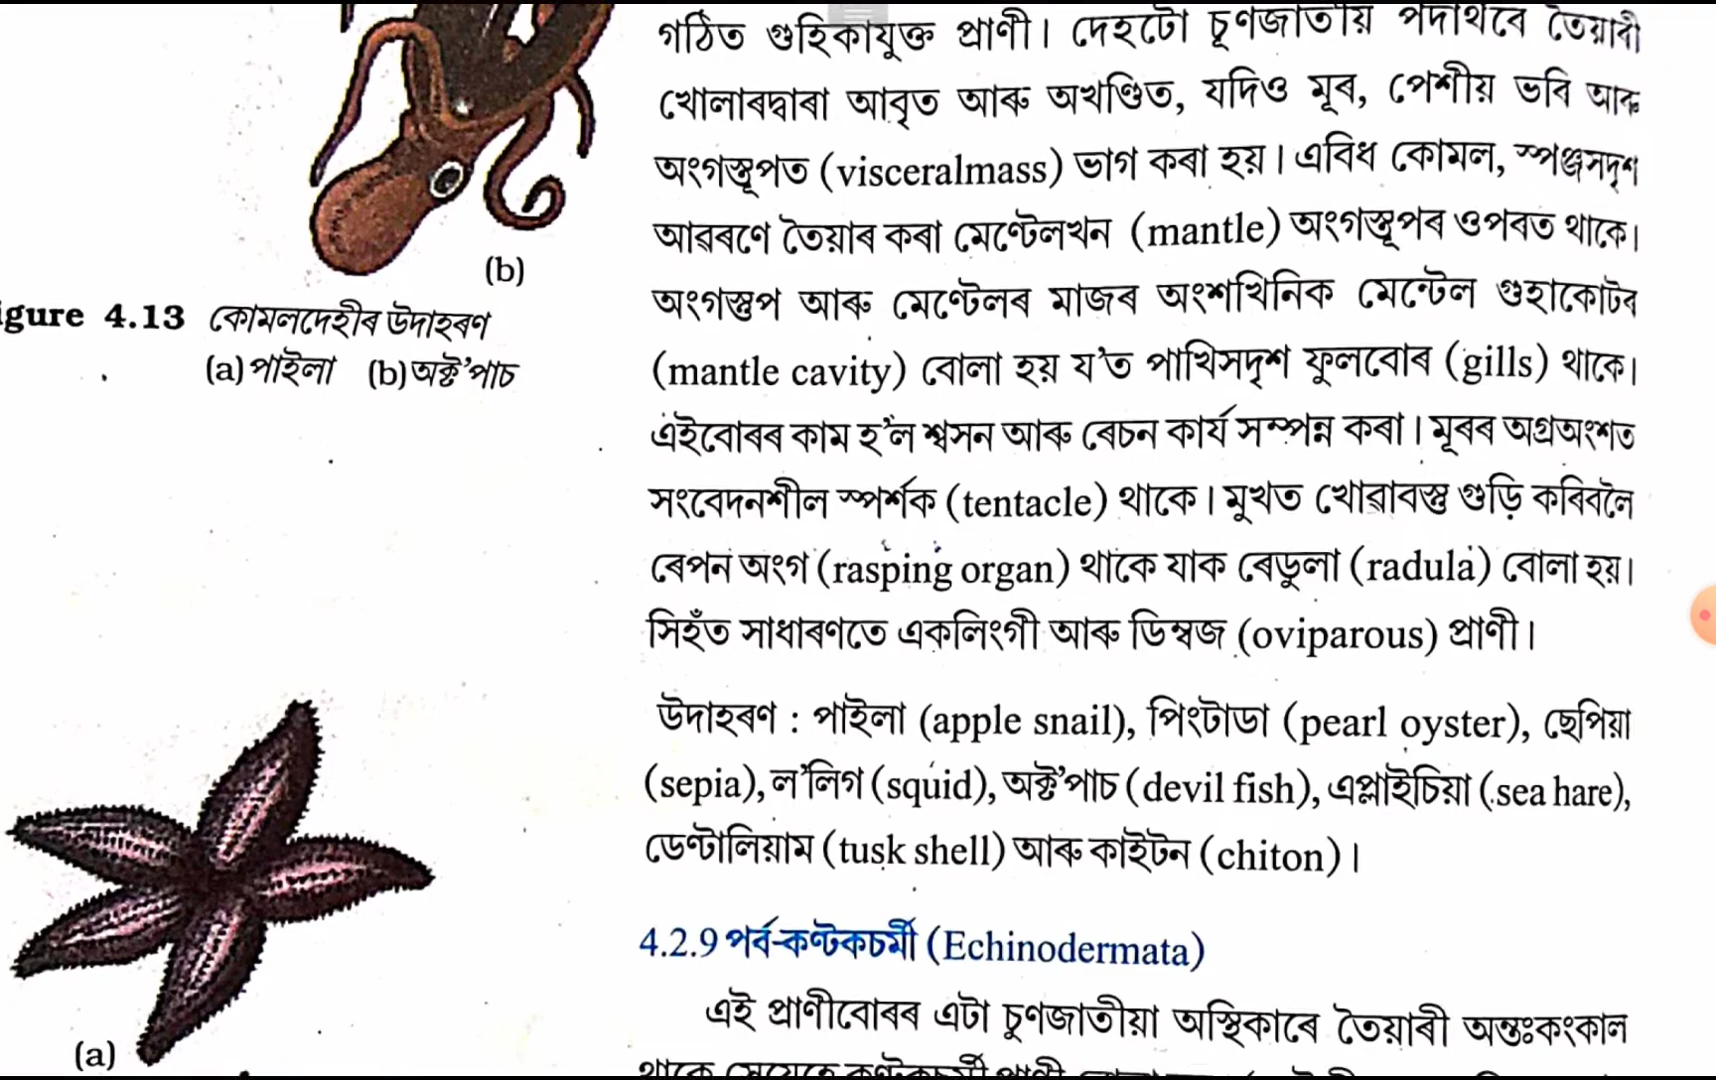 গঠিত গুহিকাযুক্ত প্ৰাণী। দেহটো চূণজাতীয় পদাৰ্থৰে তৈয়াৰী
খোলাৰদ্বাৰা আবৃত আৰু অখণ্ডিত, যদিও মূৰ, পেশীয় ভৰি আৰু
অংগস্তূপত (visceralmass) ভাগ কৰা হয়। এবিধ কোমল, স্পঞ্জসদৃশ
আৱৰণে তৈয়াৰ কৰা মেণ্টেলখন (mantle) অংগস্তূপৰ ওপৰত থাকে।
অংগস্তুপ আৰু মেণ্টেলৰ মাজৰ অংশখিনিক মেন্টেল গুহাকোটৰ
(mantle cavity) বোলা হয় য'ত পাখিসদৃশ ফুলবোৰ (gills) থাকে।
এইবোৰৰ কাম হ'ল শ্বসন আৰু ৰেচন কাৰ্য সম্পন্ন কৰা। মূৰৰ অগ্ৰঅংশত
সংবেদনশীল স্পৰ্শক (tentacle) থাকে। মুখত খোৱাবস্তু গুড়ি কৰিবলৈ
ৰেপন অংগ (rasping organ) থাকে যাক ৰেডুলা (radula) বোলা হয়।
সিহঁত সাধাৰণতে একলিংগী আৰু ডিম্বজ (oviparous) প্ৰাণী।
উদাহৰণ : পাইলা (apple snail), পিংটাডা (pearl oyster), ছেপিয়া
(sepia), ল'লিগ (squid), অক্ট'পাচ (devil fish), এপ্লাইচিয়া (sea hare),
ডেণ্টালিয়াম (tusk shell) আৰু কাইটন (chiton)।
4.2.9 পৰ্ব-কণ্টকচৰ্মী (Echinodermata)
এই প্ৰাণীবোৰৰ এটা চুণজাতীয়া অস্থিকাৰে তৈয়াৰী অন্তঃকংকাল
(b)
igure 4.13 কোমলদেহীৰ উদাহৰণ
(a) পাইলা (b) অক্ট'পাচ
(a)